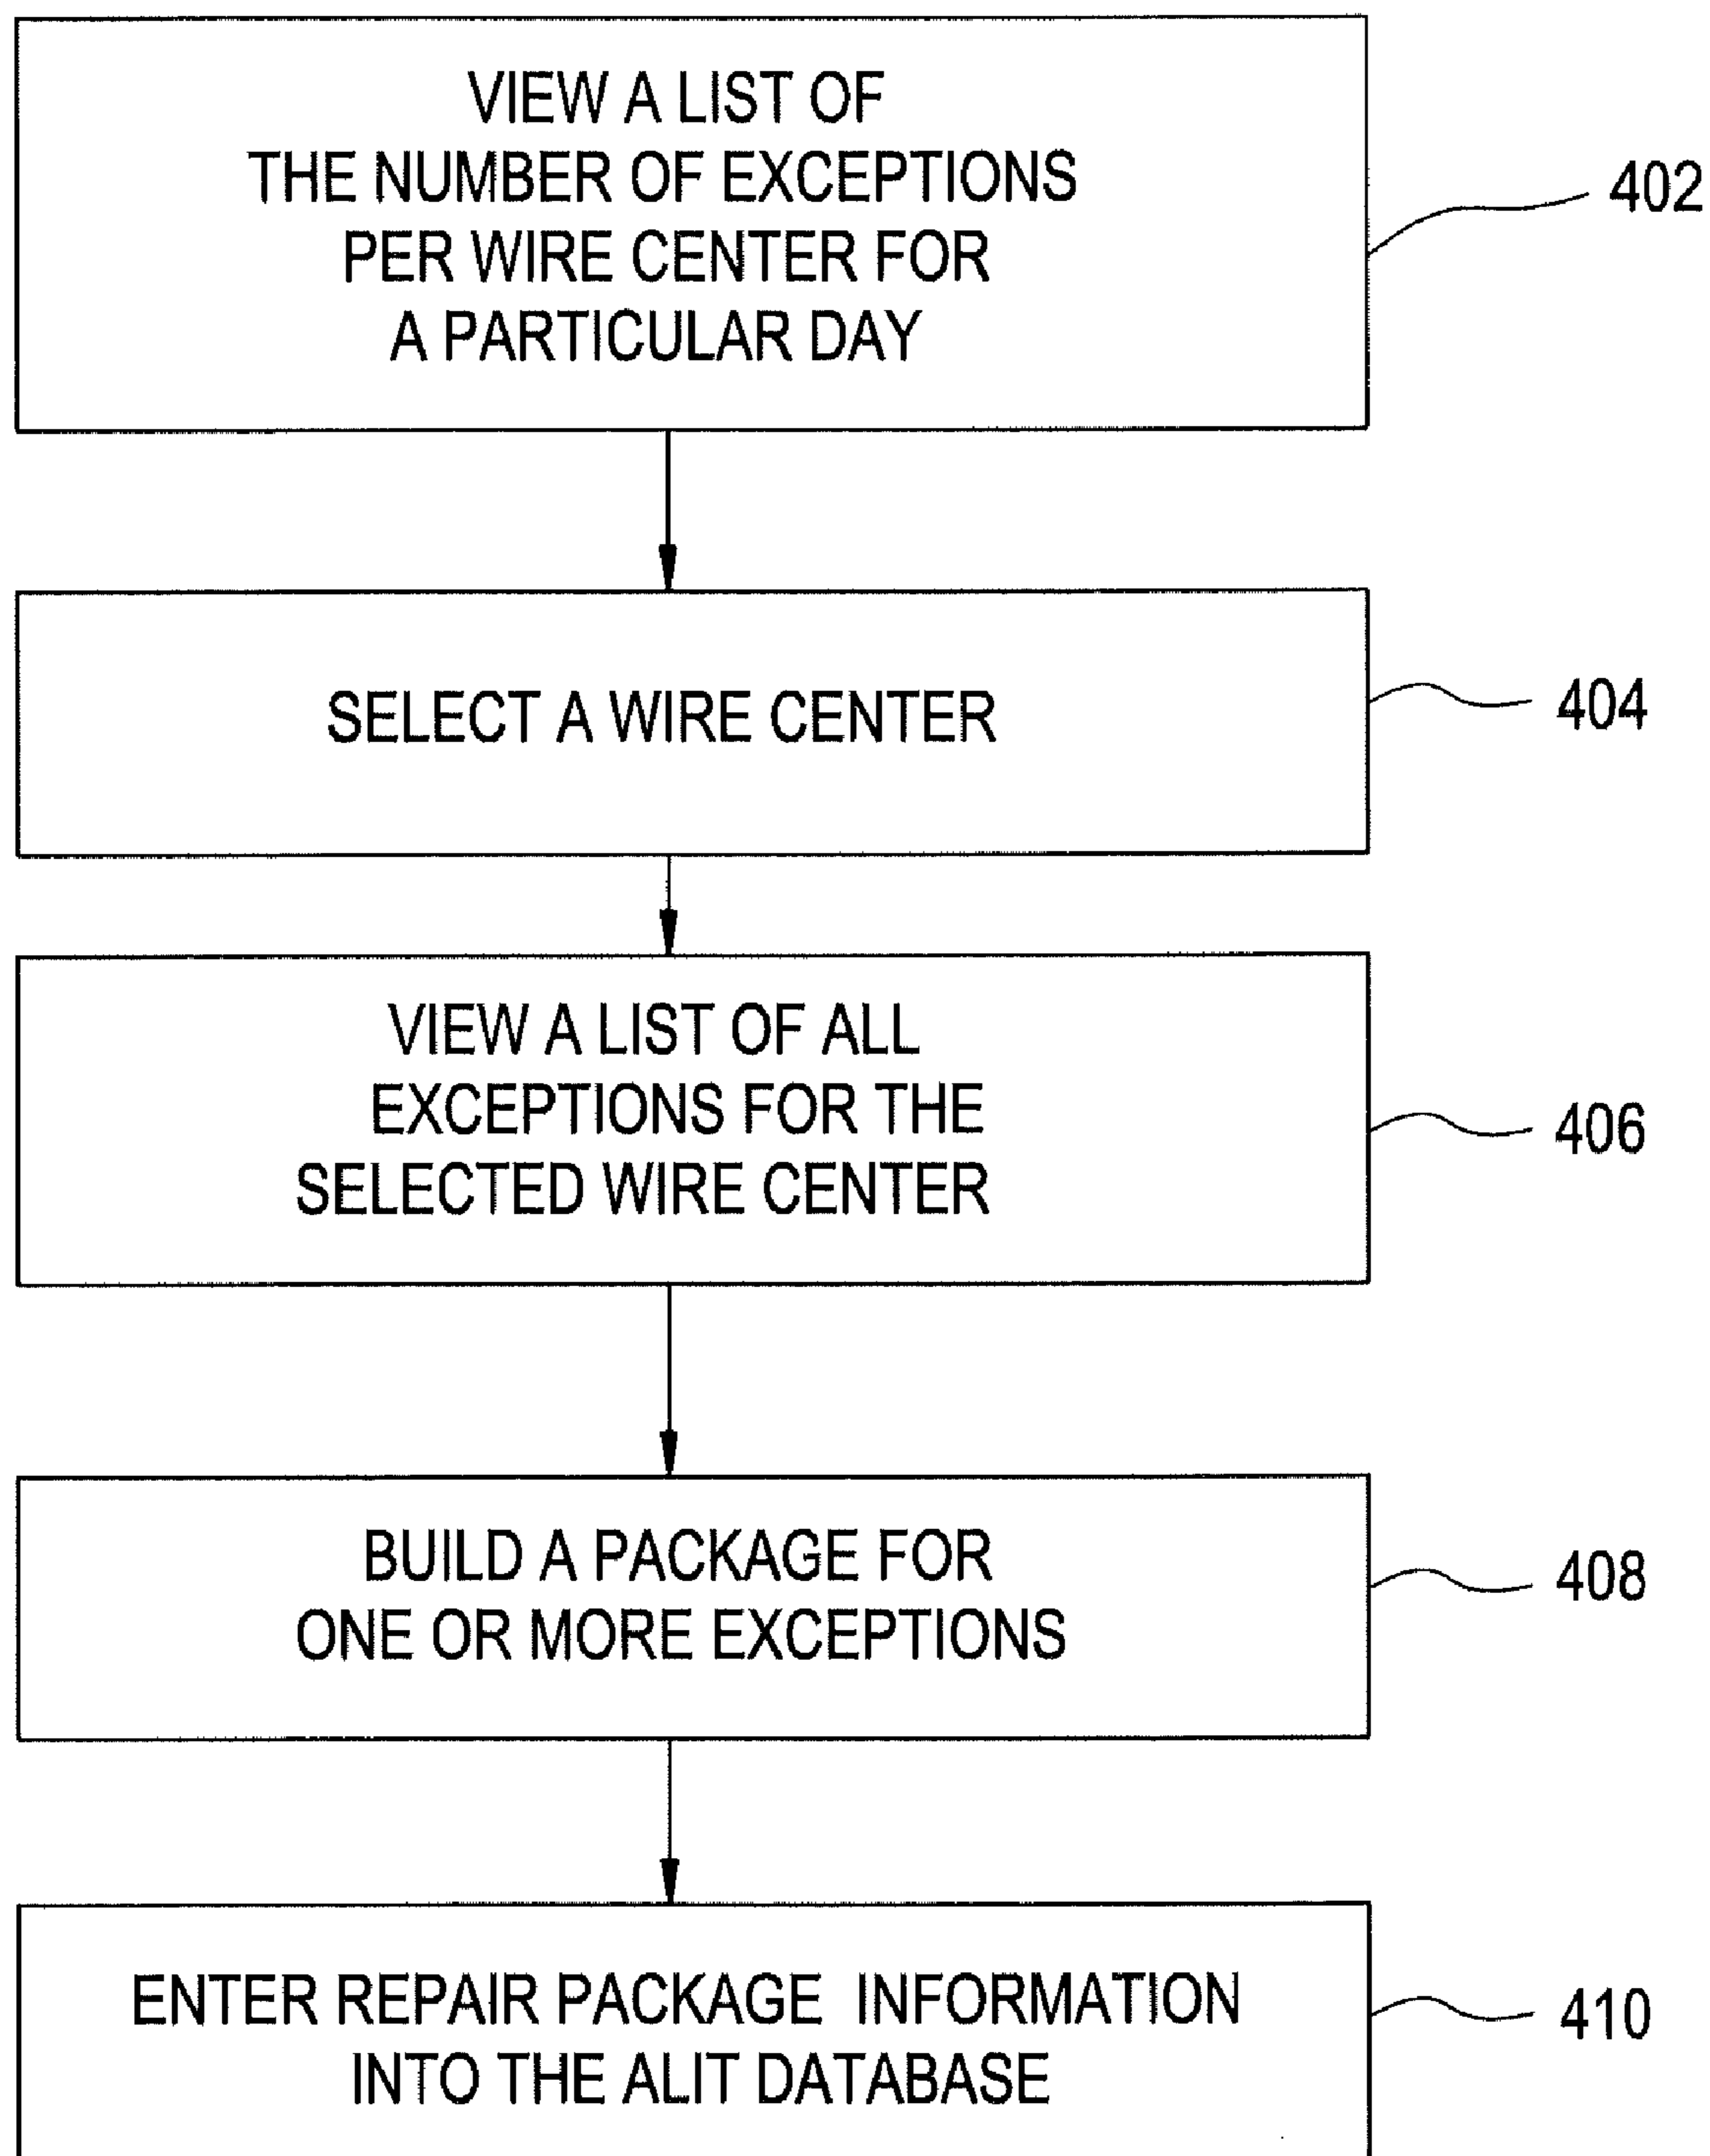 VIEW A LIST OF
THE NUMBER OF EXCEPTIONS
PER WIRE CENTER FOR
A PARTICULAR DAY
402
SELECT A WIRE CENTER
404
VIEW A LIST OF ALL
EXCEPTIONS FOR THE
SELECTED WIRE CENTER
406
BUILD A PACKAGE FOR
ONE OR MORE EXCEPTIONS
408
ENTER REPAIR PACKAGE INFORMATION
INTO THE ALIT DATABASE
410